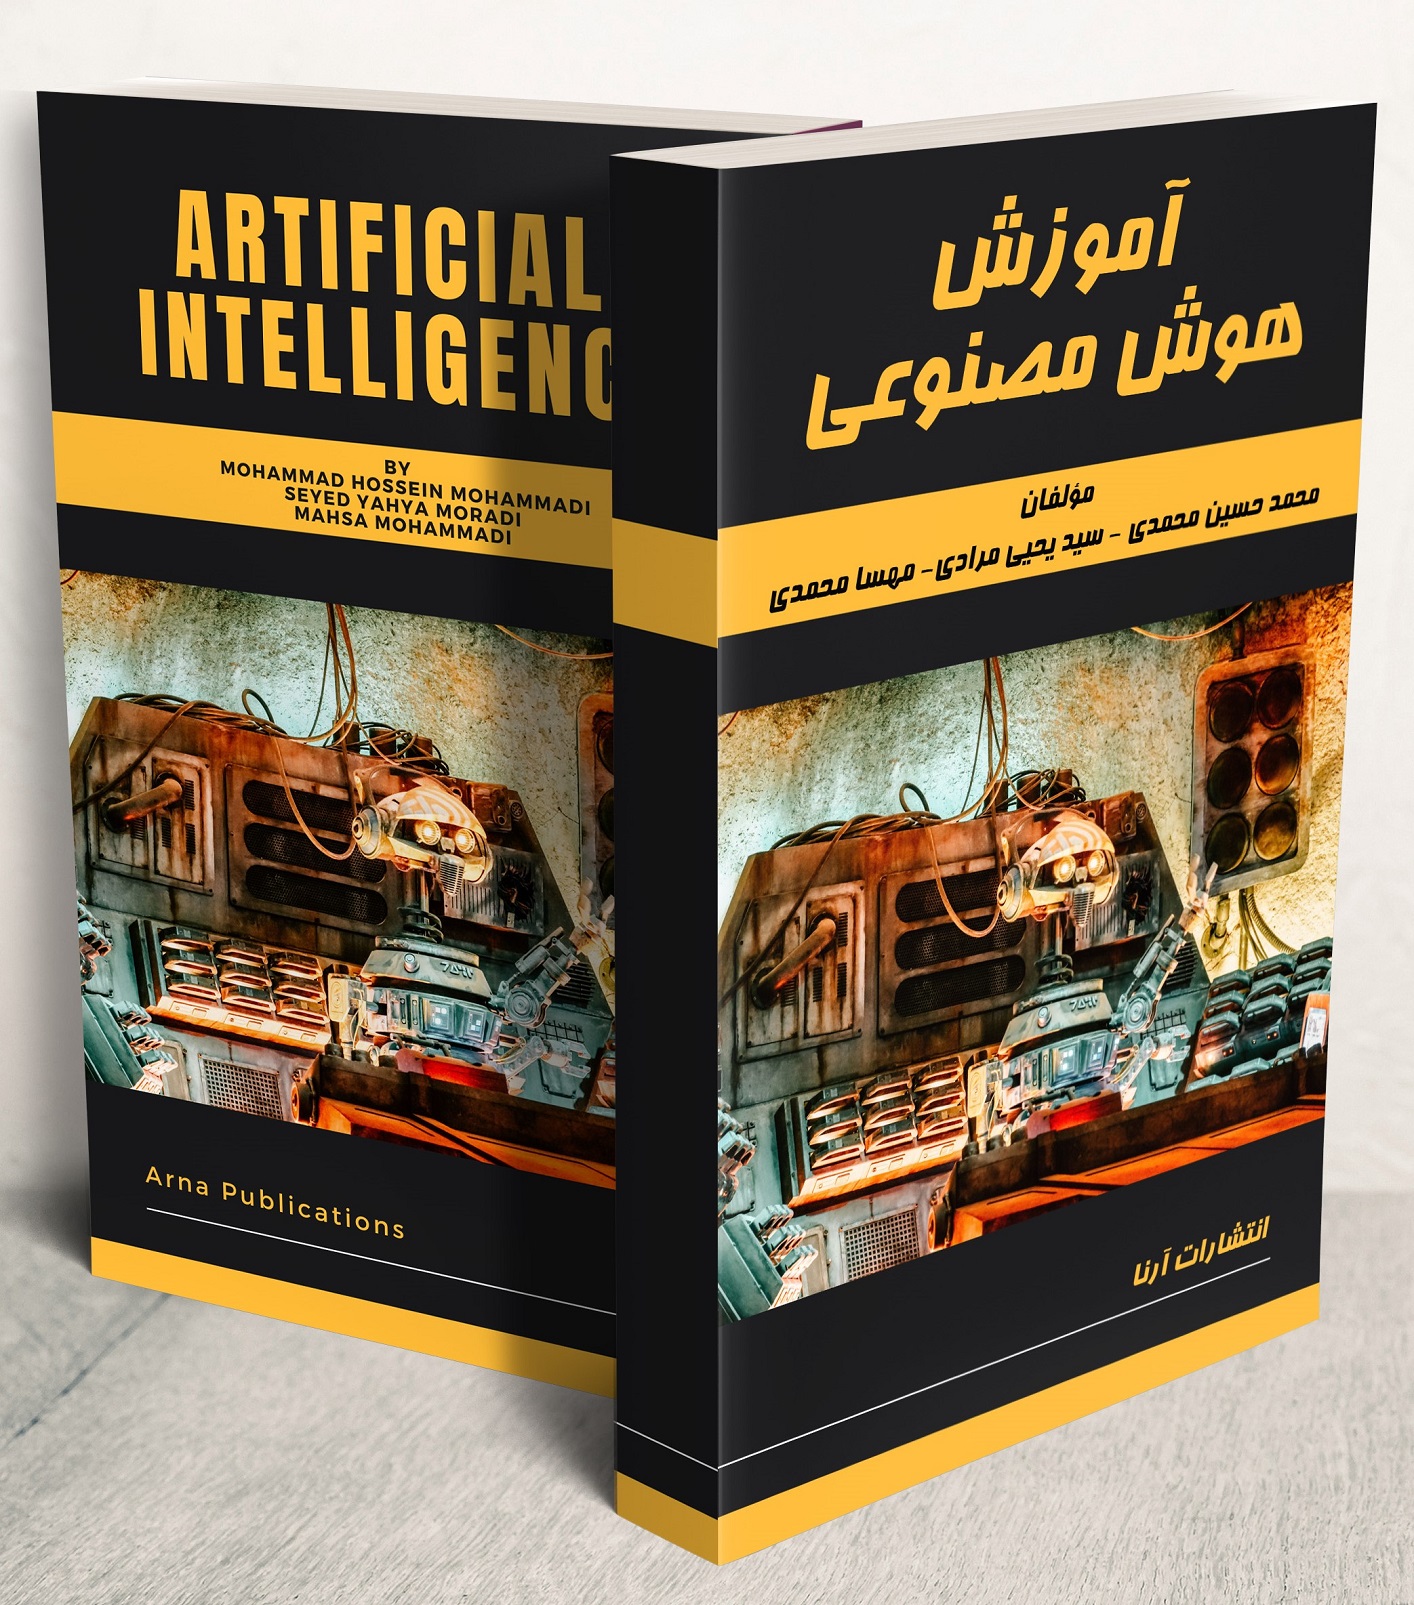 ARTIFICIAL
INTELLIGENC
BY
MOHAMMAD HOSSEIN MOHAMMADI
SEYED YAHYA MORADI
MAHSA MOHAMMADI
Arna Publications
آموزش
هوش مصنوعی
مؤلفان
محمد حسین محمدی - سید یحیی مرادی- مهسا محمدی
انتشارات آرنا